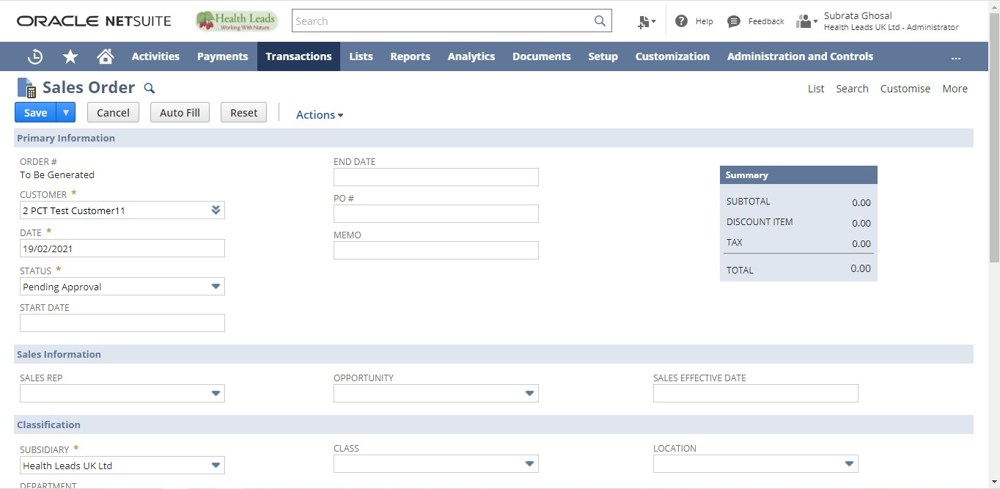 ORACLE NETSUITE
Health Leads
Working With Nature
Search
Help
Feedback
Subrata Ghosal
Health Leads UK Ltd - Administrator
Activities Payments Transactions Lists Reports Analytics Documents Setup Customization Administration and Controls ...
Sales Order
List Search Customise More
Save Cancel Auto Fill Reset Actions
Primary Information
ORDER #
To Be Generated
CUSTOMER *
2 PCT Test Customer11
DATE *
19/02/2021
STATUS *
Pending Approval
START DATE
END DATE
PO #
MEMO
Summary
SUBTOTAL 0.00
DISCOUNT ITEM 0.00
TAX 0.00
TOTAL 0.00
Sales Information
SALES REP
OPPORTUNITY
SALES EFFECTIVE DATE
Classification
SUBSIDIARY *
Health Leads UK Ltd
CLASS
LOCATION
DEPARTMENT